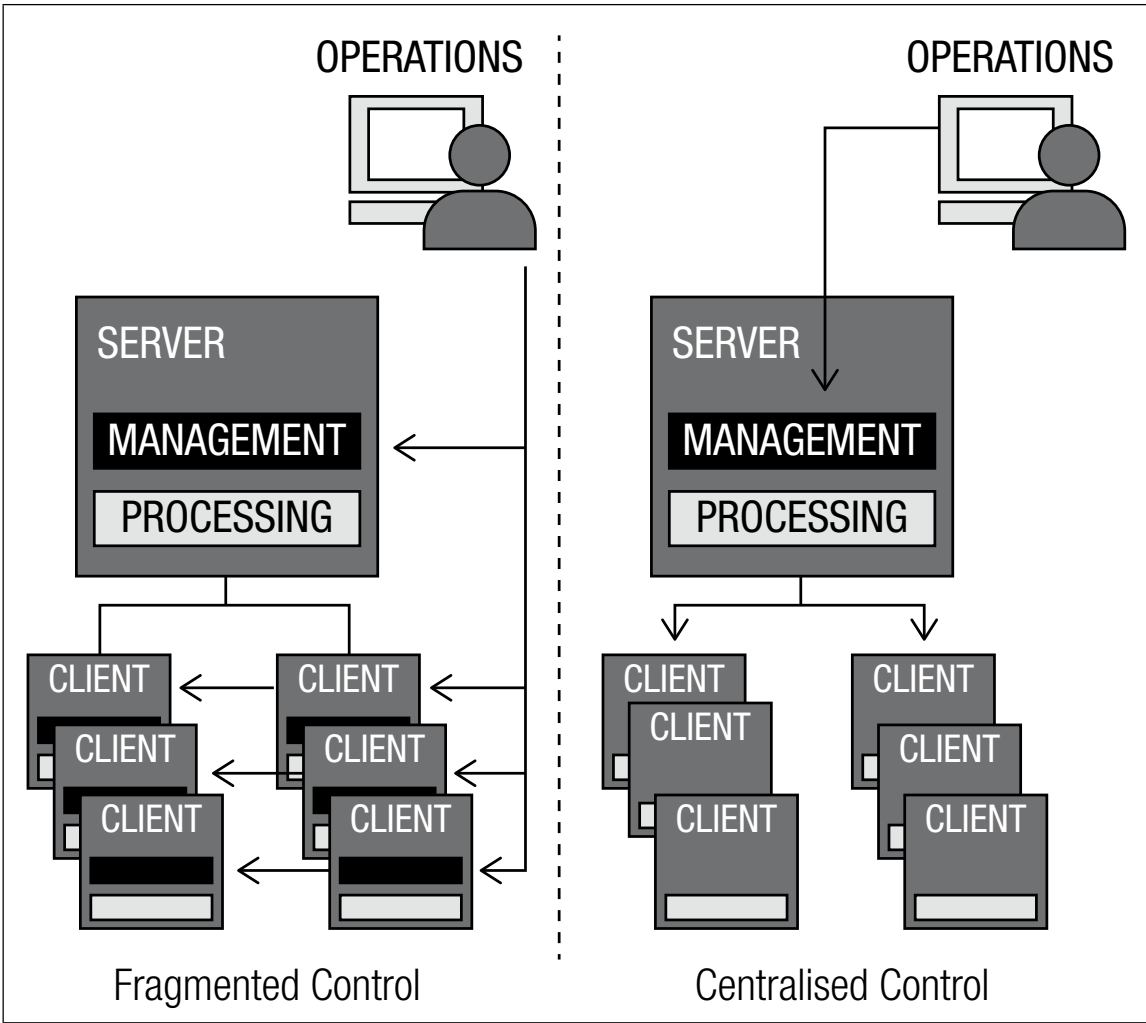 OPERATIONS
SERVER
MANAGEMENT
PROCESSING
CLIENT
CLIENT
CLIENT
CLIENT
CLIENT
CLIENT
Fragmented Control
OPERATIONS
SERVER
MANAGEMENT
PROCESSING
CLIENT
CLIENT
CLIENT
CLIENT
CLIENT
CLIENT
Centralised Control